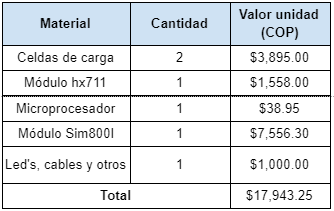 Material Cantidad Valor unidad (COP)
Celdas de carga 2 $3,895.00
Módulo hx711 1 $1,558.00
Microprocesador 1 $38.95
Módulo Sim800l 1 $7,556.30
Led's, cables y otros 1 $1,000.00
Total $17,943.25